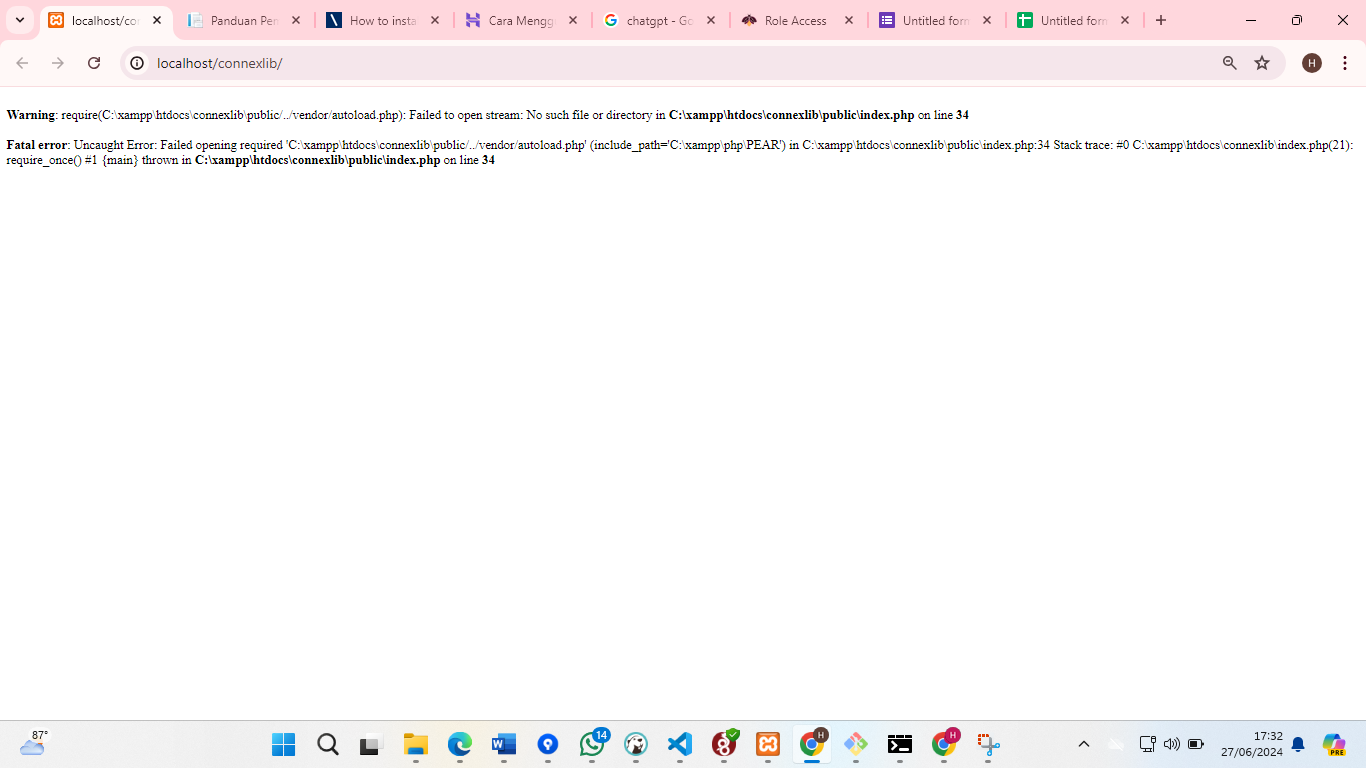 localhost/co
Panduan Pen
How to insta
Cara Mengg
chatgpt - Go
Role Access
Untitled form
Untitled form
localhost/connexlib/
H
Warning: require(C:\xampp\htdocs\connexlib\public/../vendor/autoload.php): Failed to open stream: No such file or directory in C:\xampp\htdocs\connexlib\public\index.php on line 34
Fatal error: Uncaught Error: Failed opening required 'C:\xampp\htdocs\connexlib\public/../vendor/autoload.php' (include_path='C:\xampp\php\PEAR') in C:\xampp\htdocs\connexlib\public\index.php:34 Stack trace: #0 C:\xampp\htdocs\connexlib\index.php(21):
require_once() #1 {main} thrown in C:\xampp\htdocs\connexlib\public\index.php on line 34
87°
14
H
H
17:32
27/06/2024
PRE